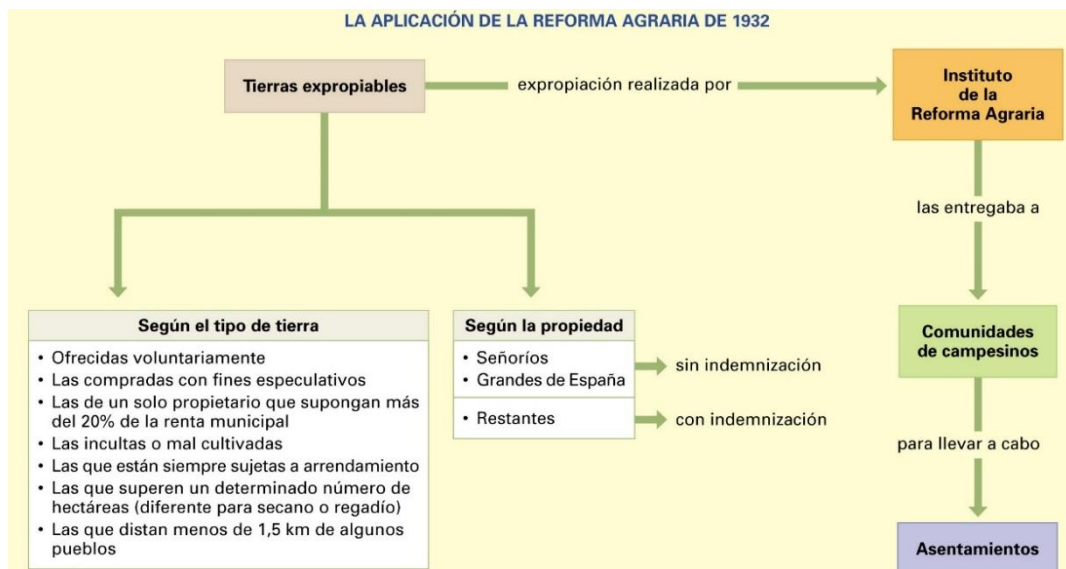 LA APLICACIÓN DE LA REFORMA AGRARIA DE 1932
Tierras expropiables
expropiación realizada por
Instituto
de la
Reforma Agraria
las entregaba a
Según el tipo de tierra
• Ofrecidas voluntariamente
• Las compradas con fines especulativos
• Las de un solo propietario que supongan más
del 20% de la renta municipal
• Las incultas o mal cultivadas
• Las que están siempre sujetas a arrendamiento
• Las que superen un determinado número de
hectáreas (diferente para secano o regadío)
• Las que distan menos de 1,5 km de algunos
pueblos
Según la propiedad
• Señoríos
• Grandes de España
sin indemnización
• Restantes
con indemnización
Comunidades
de campesinos
para llevar a cabo
Asentamientos